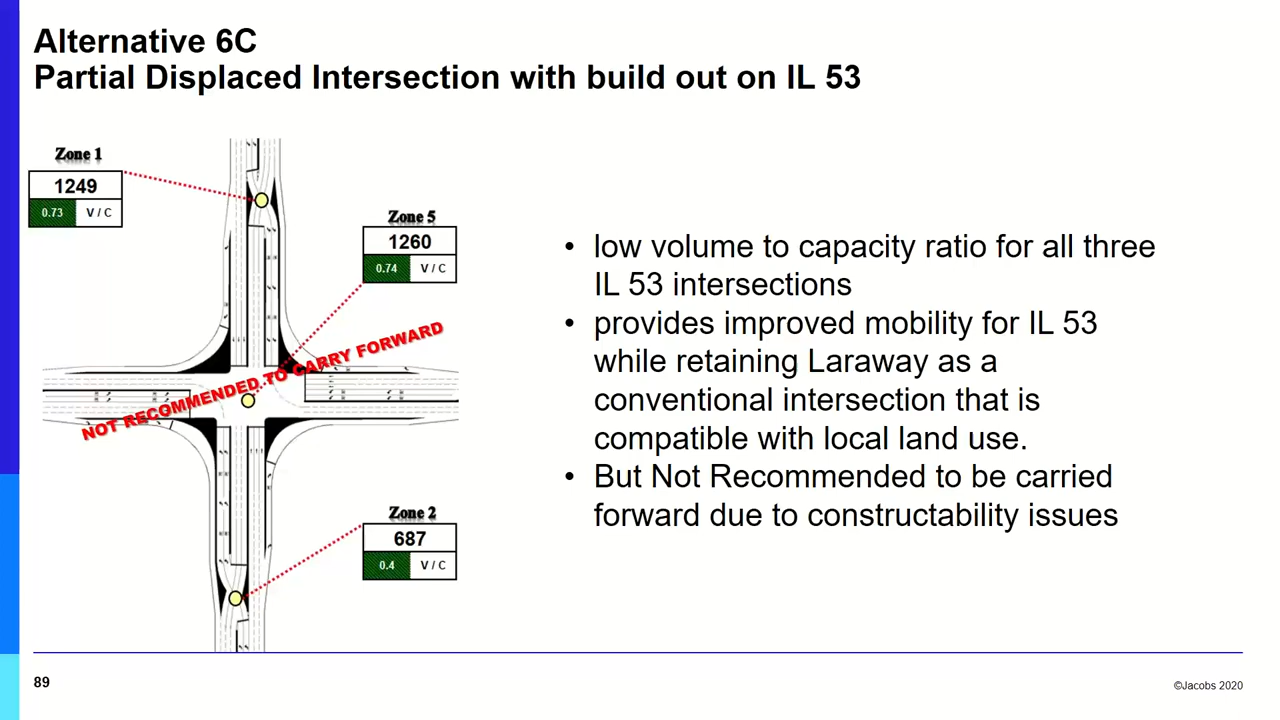 Alternative 6C
Partial Displaced Intersection with build out on IL 53
Zone 1
1249
0.73 V / C
Zone 5
1260
0.74 V / C
NOT RECOMMENDED TO CARRY FORWARD
Zone 2
687
0.4 V / C
• low volume to capacity ratio for all three
IL 53 intersections
• provides improved mobility for IL 53
while retaining Laraway as a
conventional intersection that is
compatible with local land use.
• But Not Recommended to be carried
forward due to constructability issues
89
©Jacobs 2020